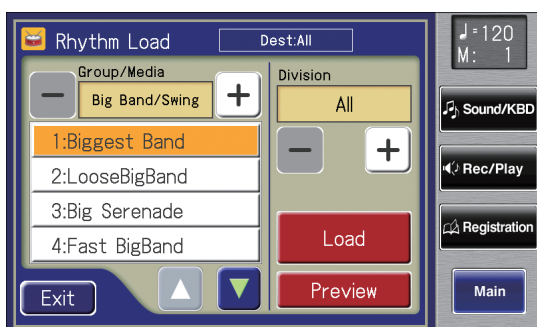 Rhythm Load
Dest:All
♩=120
M: 1
Group/Media
Big Band/Swing
Division
All
1:Biggest Band
2:LooseBigBand
3:Big Serenade
4:Fast BigBand
Load
Preview
Exit
Sound/KBD
Rec/Play
Registration
Main